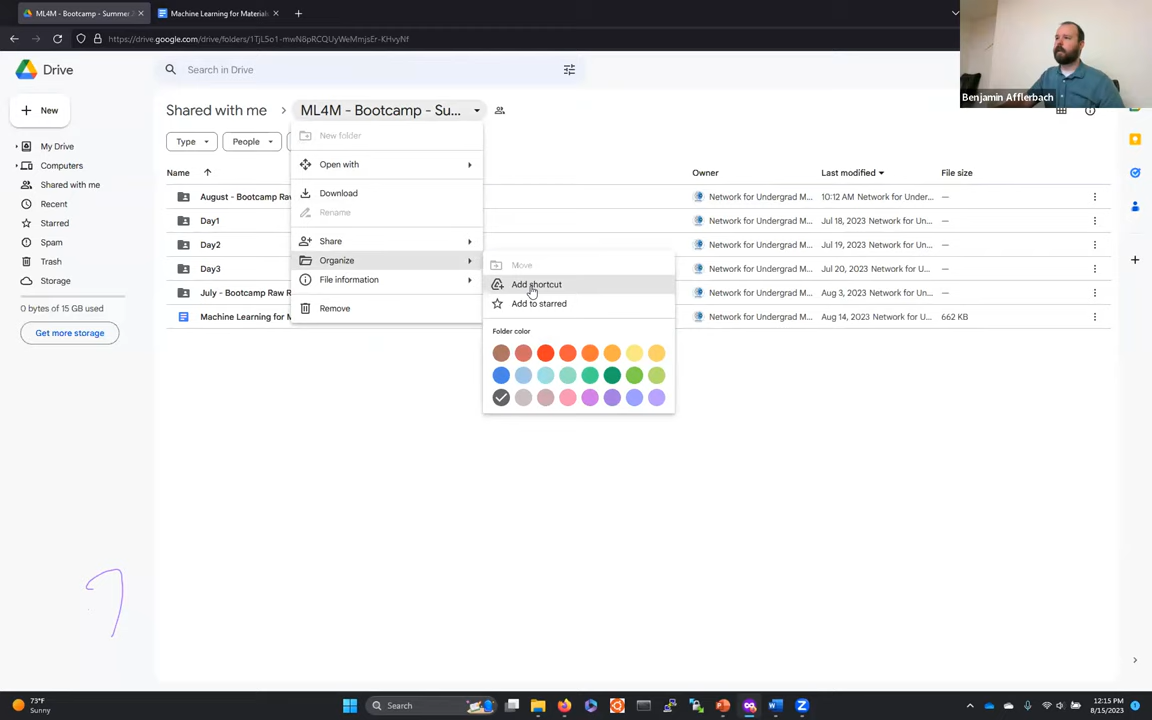 ML4M - Bootcamp - Summer
Machine Learning for Materials
https://drive.google.com/drive/folders/1TjLSo1-mwN8pRCQUyWeMmjsEr-KHvyNf
Drive
Search in Drive
Benjamin Afflerbach
New
Shared with me
ML4M - Bootcamp - Su...
Type
People
New folder
My Drive
Computers
Shared with me
Recent
Starred
Spam
Trash
Storage
0 bytes of 15 GB used
Get more storage
Open with
Download
Rename
Share
Organize
File information
Remove
Move
Add shortcut
Add to starred
Folder color
Name Owner Last modified File size
August - Bootcamp Raw Network for Undergrad M... 10:12 AM Network for Under... —
Day1 Network for Undergrad M... Jul 18, 2023 Network for U... —
Day2 Network for Undergrad M... Jul 19, 2023 Network for U... —
Day3 Network for Undergrad M... Jul 20, 2023 Network for U... —
July - Bootcamp Raw R Network for Undergrad M... Aug 3, 2023 Network for U... —
Machine Learning for M Network for Undergrad M... Aug 14, 2023 Network for U... 662 KB
73°F
Sunny
Search
12:15 PM
8/15/2023